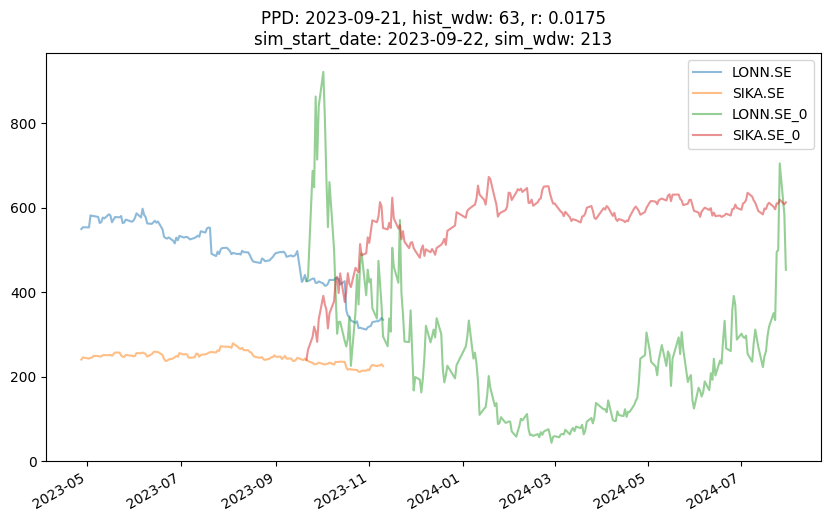 PPD: 2023-09-21, hist_wdw: 63, r: 0.0175
sim_start_date: 2023-09-22, sim_wdw: 213
LONN.SE
SIKA.SE
LONN.SE_0
SIKA.SE_0
800
600
400
200
0
2023-05
2023-07
2023-09
2023-11
2024-01
2024-03
2024-05
2024-07